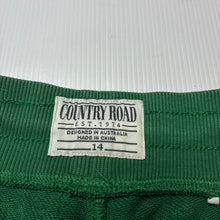 COUNTRY ROAD
EST. 1974
DESIGNED IN AUSTRALIA
MADE IN CHINA
14